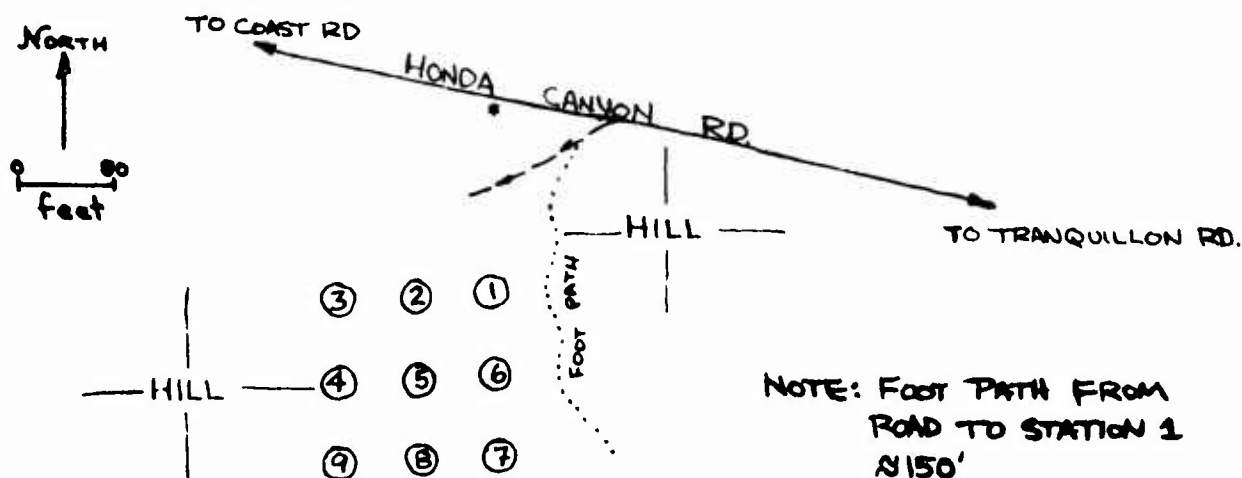 TO COAST RD
NORTH
HONDA CANYON RD.
0
feet
HILL
TO TRANQUILLON RD.
FOOT PATH
3 2 1
HILL
4 5 6
9 8 7
NOTE: FOOT PATH FROM
ROAD TO STATION 1
≈150'